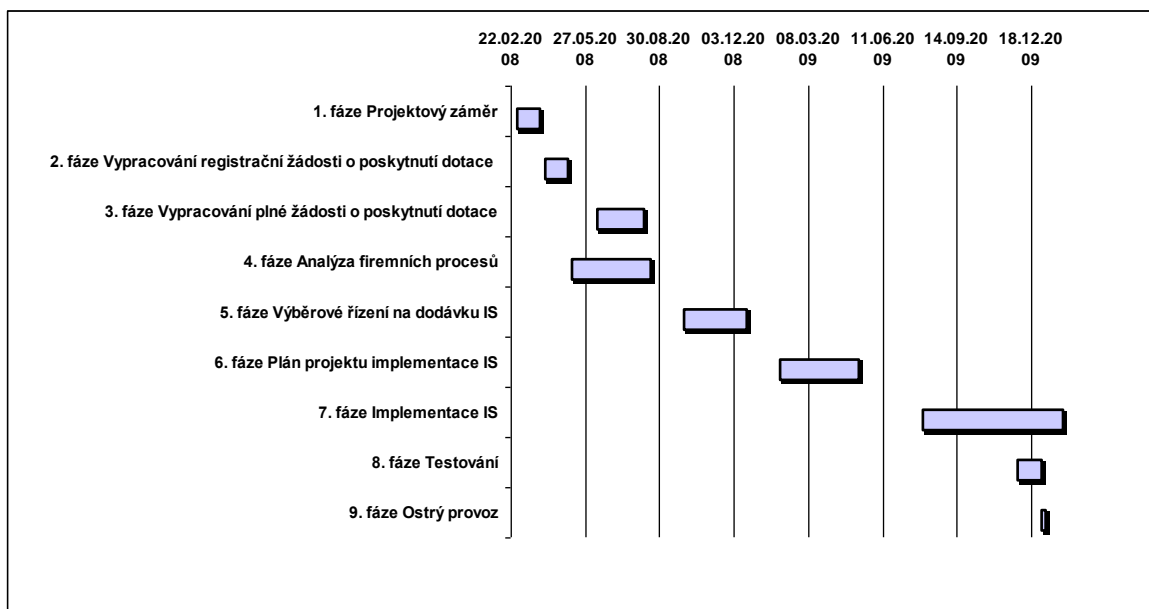 22.02.20 27.05.20 30.08.20 03.12.20 08.03.20 11.06.20 14.09.20 18.12.20
08 08 08 08 09 09 09 09
1. fáze Projektový záměr
2. fáze Vypracování registrační žádosti o poskytnutí dotace
3. fáze Vypracování plné žádosti o poskytnutí dotace
4. fáze Analýza firemních procesů
5. fáze Výběrové řízení na dodávku IS
6. fáze Plán projektu implementace IS
7. fáze Implementace IS
8. fáze Testování
9. fáze Ostrý provoz